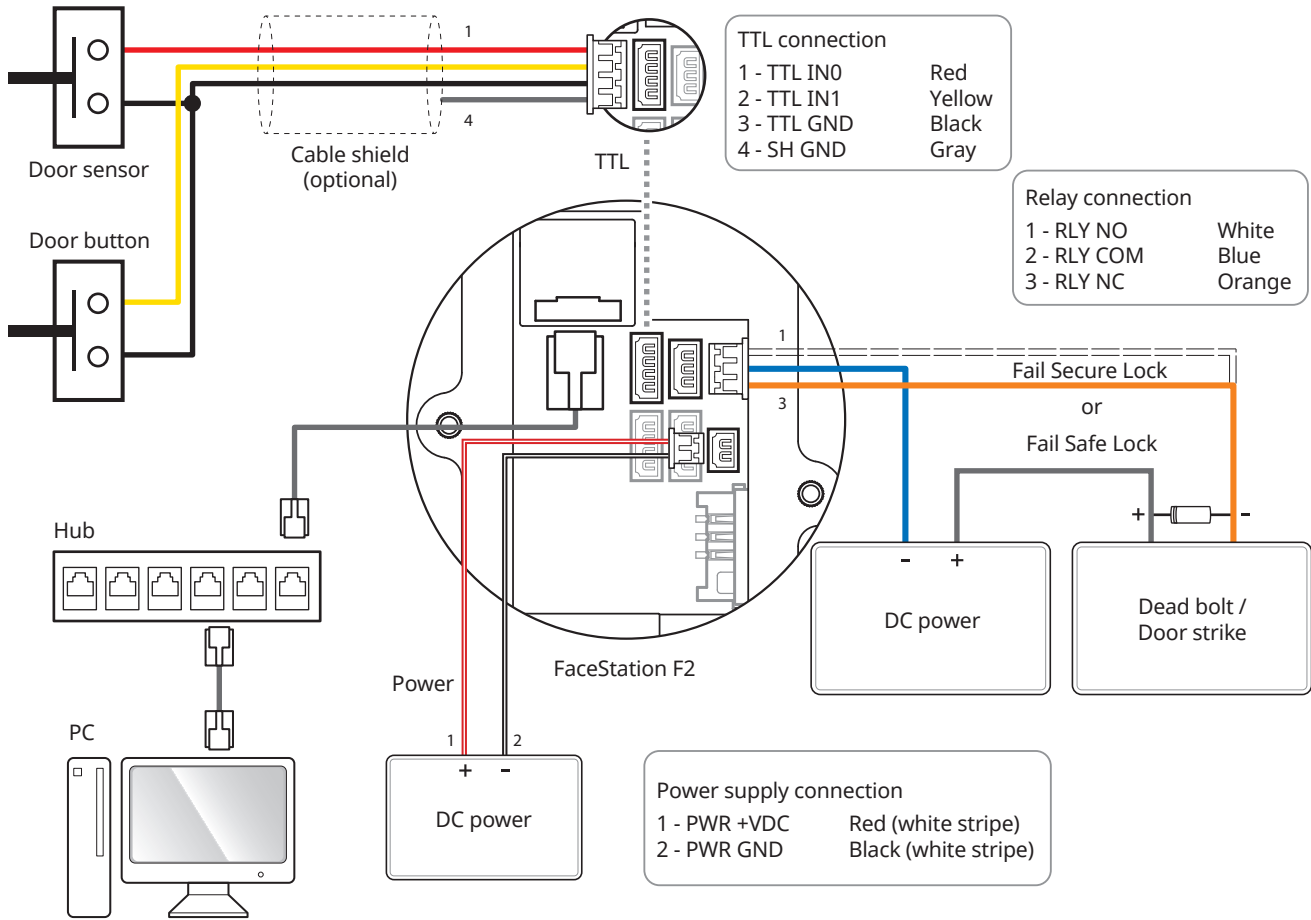 1
TTL connection
1 - TTL IN0 Red
2 - TTL IN1 Yellow
3 - TTL GND Black
4 - SH GND Gray
4
Door sensor
Cable shield
(optional)
TTL
Relay connection
1 - RLY NO White
2 - RLY COM Blue
3 - RLY NC Orange
Door button
1
Fail Secure Lock
3
or
Fail Safe Lock
+ -
Hub
- +
DC power
Dead bolt /
Door strike
FaceStation F2
Power
PC
1 2
+ -
DC power
Power supply connection
1 - PWR +VDC Red (white stripe)
2 - PWR GND Black (white stripe)